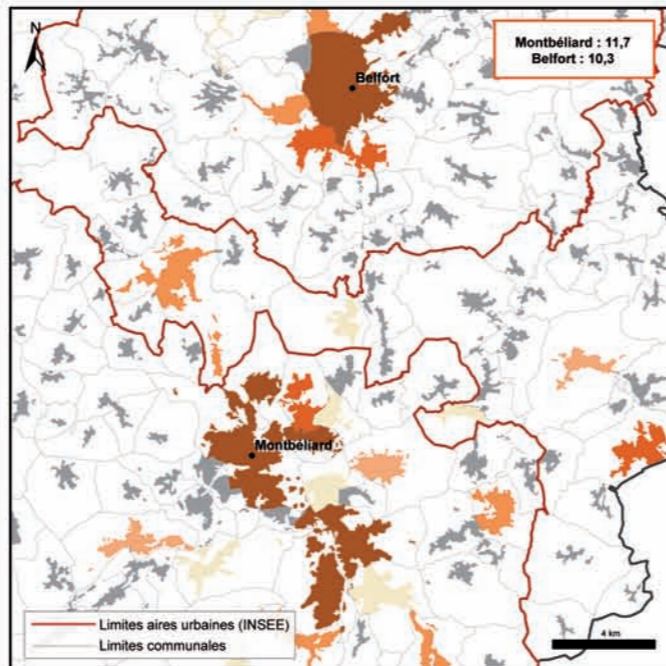 N
Montbéliard : 11,7
Belfort : 10,3
Belfort
Montbéliard
Limites aires urbaines (INSEE)
Limites communales
4 km